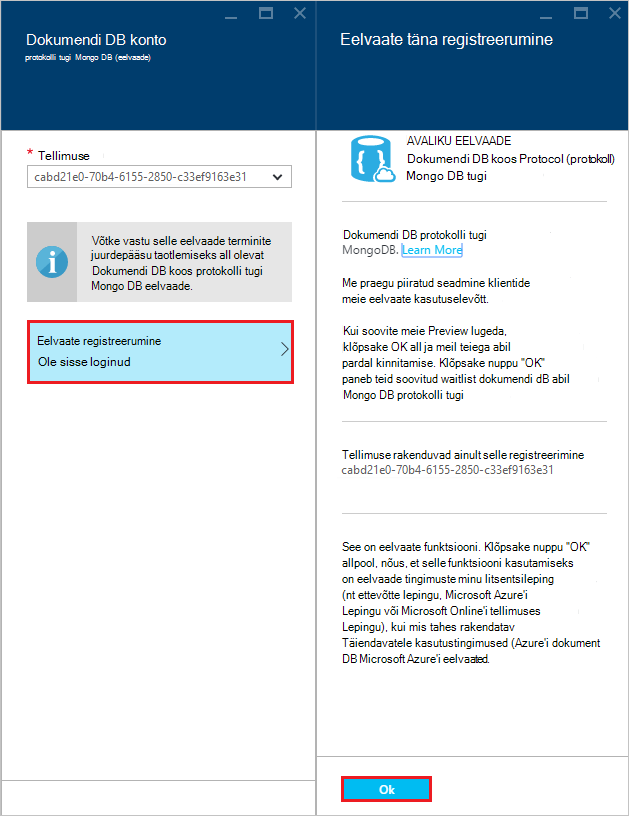 Dokumendi DB konto
protokolli tugi Mongo DB (eelvaade)
* Tellimuse
cabd21e0-70b4-6155-2850-c33ef9163e31
Võtke vastu selle eelvaade terminite
juurdepääsu taotlemiseks all olevat
Dokumendi DB koos protokolli tugi
Mongo DB eelvaade.
Eelvaate registreerumine
Ole sisse loginud
Eelvaate täna registreerumine
AVALIKU EELVAADE
Dokumendi DB koos Protocol (protokoll)
Mongo DB tugi
Dokumendi DB protokolli tugi
MongoDB. Learn More
Me praegu piiratud seadmine klientide
meie eelvaate kasutuselevõtt.
Kui soovite meie Preview lugeda,
klõpsake OK all ja meil teiega abil
pardal kinnitamise. Klõpsake nuppu "OK"
paneb teid soovitud waitlist dokumendi dB abil
Mongo DB protokolli tugi
Tellimuse rakenduvad ainult selle registreerimine
cabd21e0-70b4-6155-2850-c33ef9163e31
See on eelvaate funktsiooni. Klõpsake nuppu "OK"
allpool, nõus, et selle funktsiooni kasutamiseks
on eelvaade tingimuste minu litsentsileping
(nt ettevõtte lepingu, Microsoft Azure'i
Lepingu või Microsoft Online'i tellimuses
Lepingu), kui mis tahes rakendatav
Täiendavatele kasutustingimused (Azure'i dokument
DB Microsoft Azure'i eelvaated.
Ok